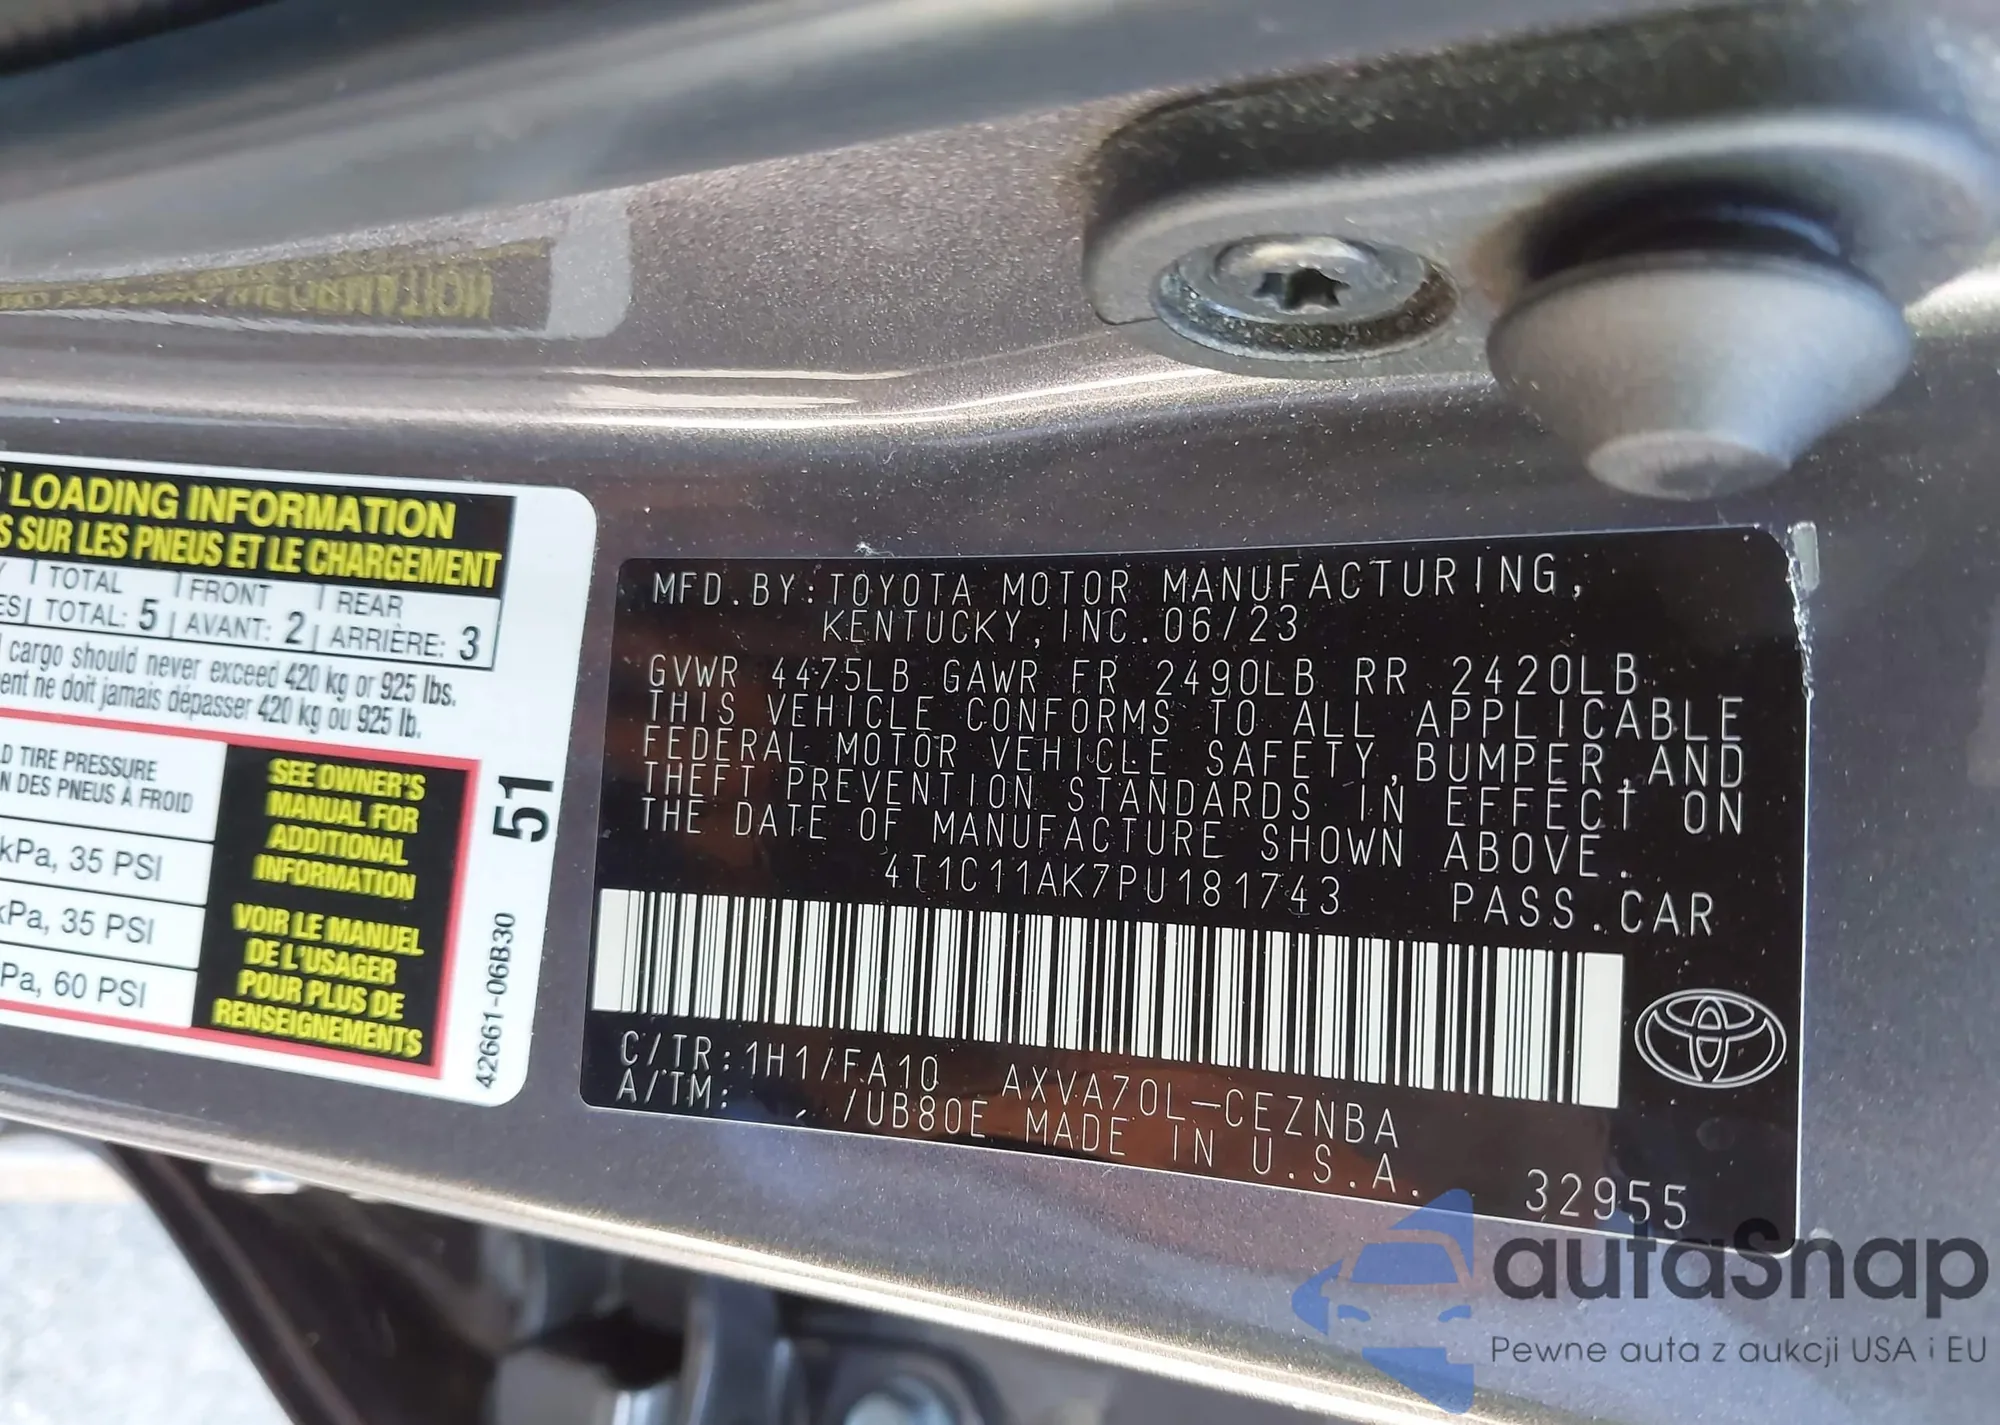 LOADING INFORMATION
S SUR LES PNEUS ET LE CHARGEMENT
TOTAL FRONT REAR
TOTAL: 5 AVANT: 2 ARRIÈRE: 3
cargo should never exceed 420 kg or 925 lbs.
ent ne doit jamais dépasser 420 kg ou 925 lb.
D TIRE PRESSURE
N DES PNEUS À FROID
kPa, 35 PSI
kPa, 35 PSI
Pa, 60 PSI
SEE OWNER'S
MANUAL FOR
ADDITIONAL
INFORMATION
VOIR LE MANUEL
DE L'USAGER
POUR PLUS DE
RENSEIGNEMENTS
51
42661-06B30
MFD.BY:TOYOTA MOTOR MANUFACTURING,
KENTUCKY,INC.06/23
GVWR 4475LB GAWR FR 2490LB RR 2420LB
THIS VEHICLE CONFORMS TO ALL APPLICABLE
FEDERAL MOTOR VEHICLE SAFETY,BUMPER,AND
THEFT PREVENTION STANDARDS IN EFFECT ON
THE DATE OF MANUFACTURE SHOWN ABOVE.
4T1C11AK7PU181743 PASS.CAR
C/TR:1H1/FA10 AXVA70L-CEZNBA
A/TM: /UB80E MADE IN U.S.A.
32955
autasnap
Pewne auta z aukcji USA i EU